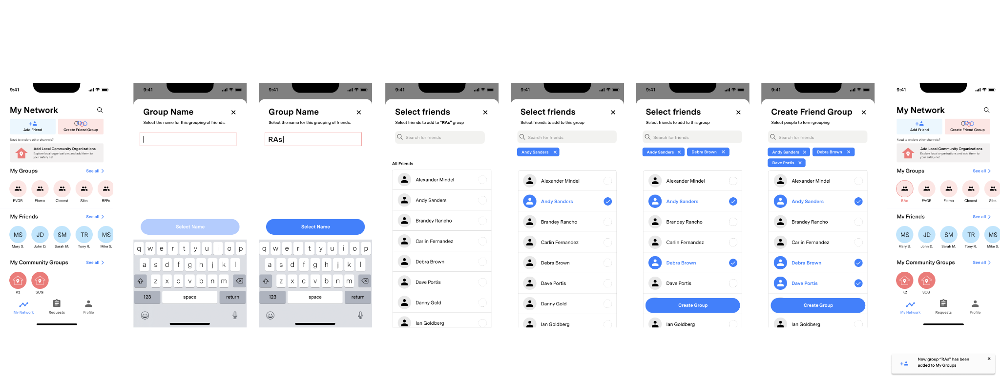 9:41
My Network
Add Friend
Create Friend Group
Need to explore other channels?
Add Local Community Organizations
Explore local organizations and add them to
your safety net
My Groups
See all
EVGR Flomo Closest Sibs BFFs
My Friends
See all
MS JD SM TR MS
Mary S. John D. Sarah M. Tony R. Mike S.
My Community Groups
See all
K2 SCG
My Network Requests Profile
9:41
Group Name
Select the name for this grouping of friends.
Select Name
q w e r t y u i o p
a s d f g h j k l
z x c v b n m
123 space return
9:41
Group Name
Select the name for this grouping of friends.
RAs
Select Name
q w e r t y u i o p
a s d f g h j k l
z x c v b n m
123 space return
9:41
Select friends
Select friends to add to “RAs” group
Search for friends
All Friends
Alexander Mindel
Andy Sanders
Brandey Rancho
Carlin Fernandez
Debra Brown
Dave Portis
Danny Gold
Ian Goldberg
9:41
Select friends
Select friends to add to this group
Search for friends
Andy Sanders
Alexander Mindel
Andy Sanders
Brandey Rancho
Carlin Fernandez
Debra Brown
Dave Portis
Danny Gold
Ian Goldberg
9:41
Select friends
Select friends to add to this group
Search for friends
Andy Sanders Debra Brown
Alexander Mindel
Andy Sanders
Brandey Rancho
Carlin Fernandez
Debra Brown
Dave Portis
Create Group
Ian Goldberg
9:41
Create Friend Group
Select people to form grouping
Search for friends
Andy Sanders Debra Brown
Dave Portis
Alexander Mindel
Andy Sanders
Brandey Rancho
Carlin Fernandez
Debra Brown
Dave Portis
Create Group
Ian Goldberg
9:41
My Network
Add Friend
Create Friend Group
Need to explore other channels?
Add Local Community Organizations
Explore local organizations and add them to
your safety net
My Groups
See all
RAs EVGR Flomo Closest Sibs
My Friends
See all
MS JD SM TR MS
Mary S. John D. Sarah M. Tony R. Mike S.
My Community Groups
See all
K2 SCG
My Network Requests Profile
New group “RAs” has been
added to My Groups